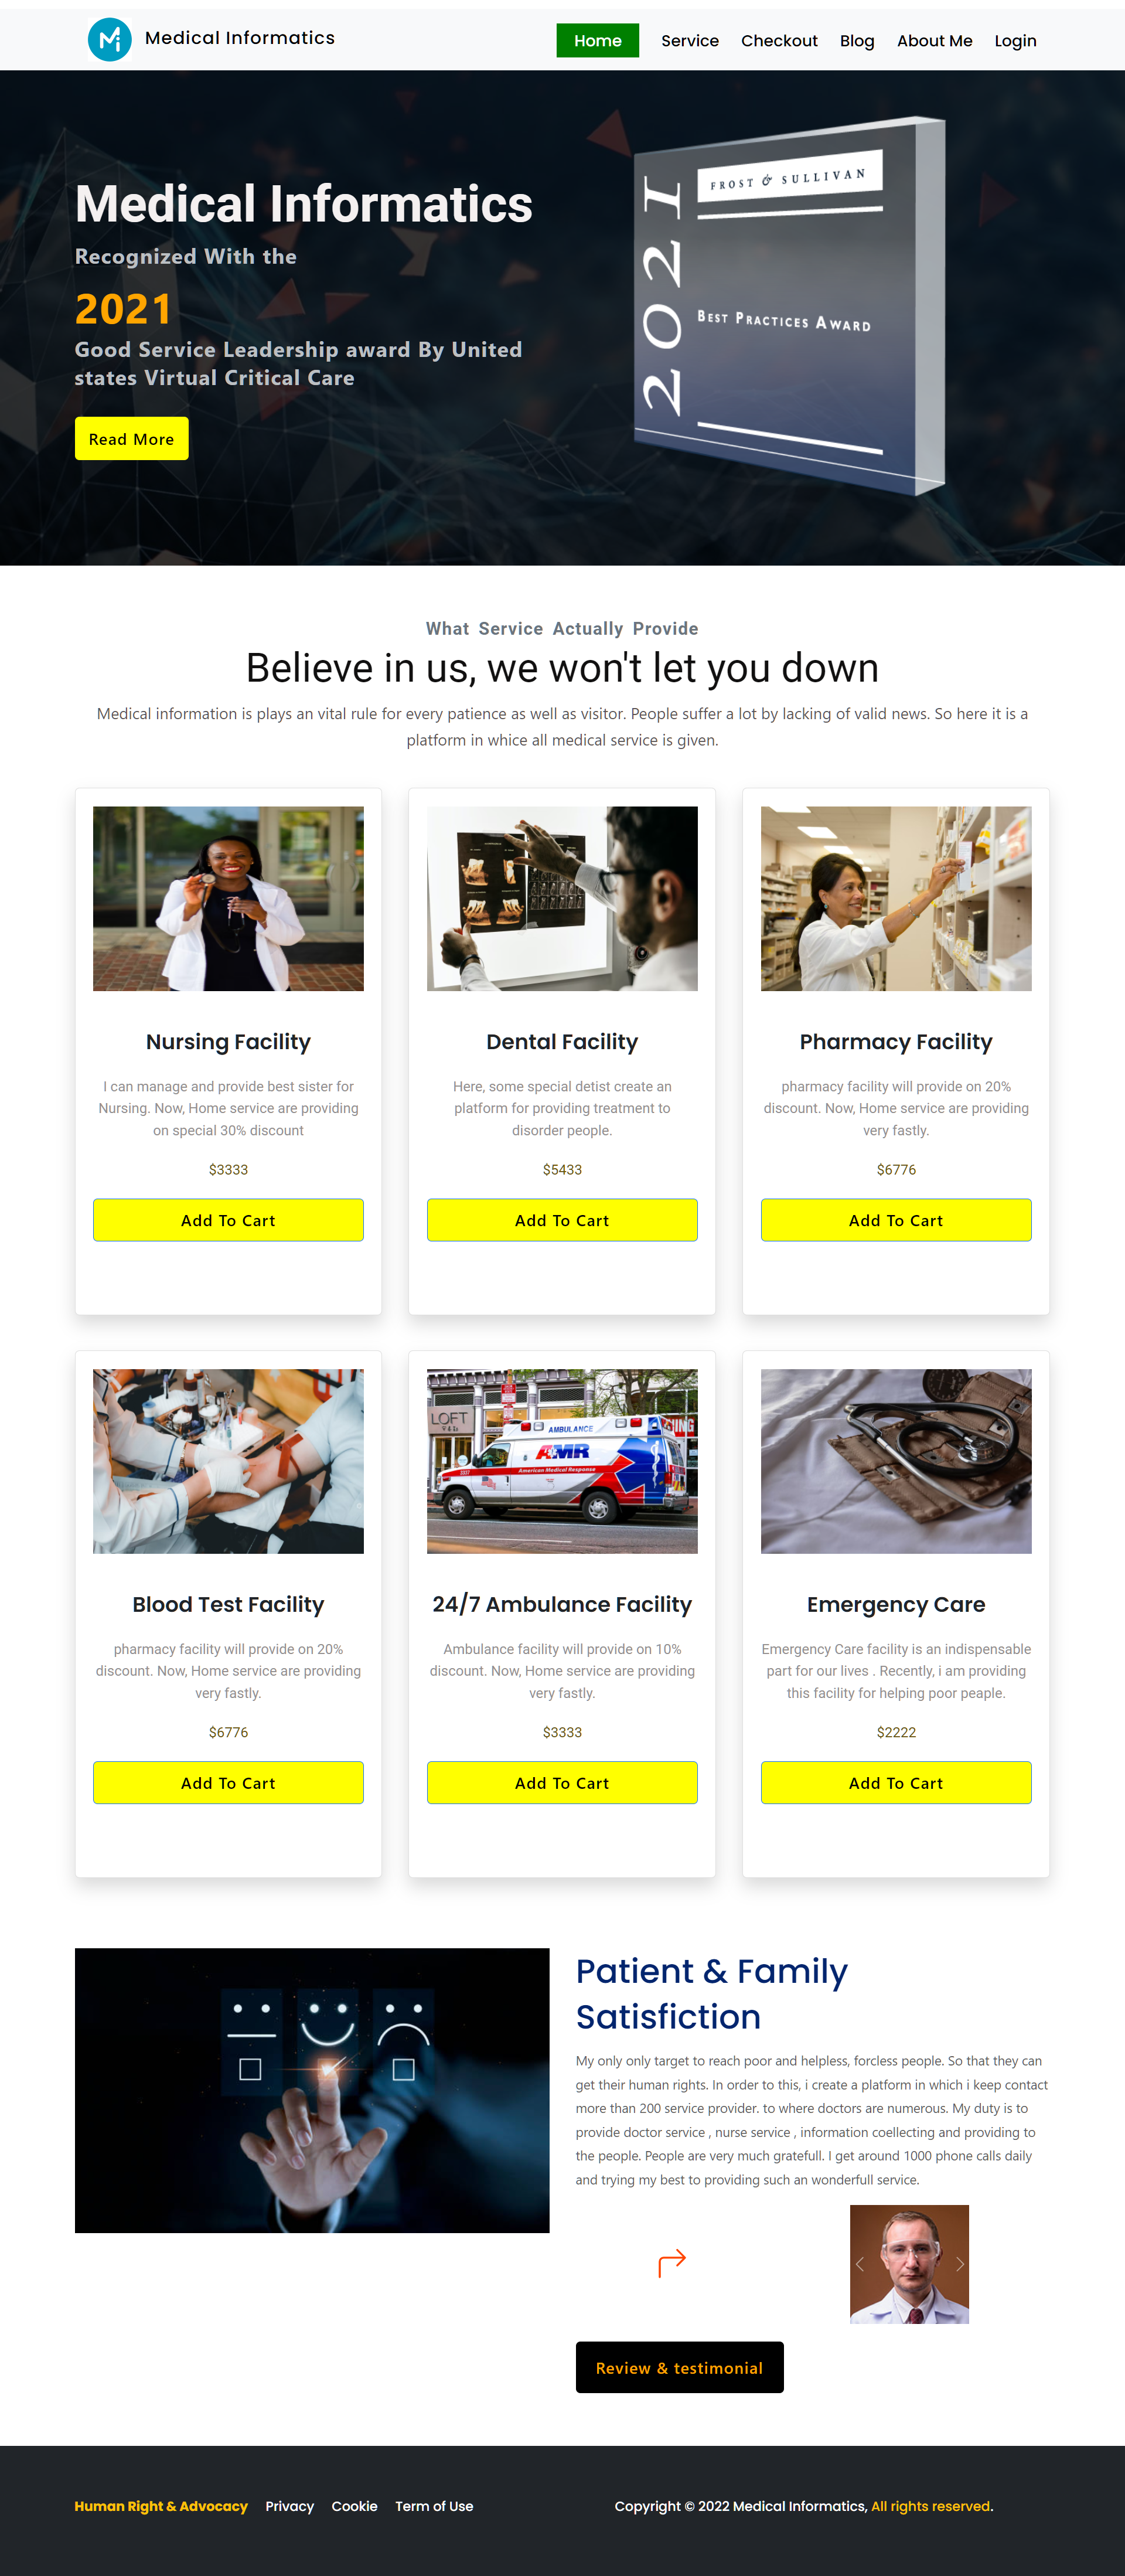 Medical Informatics
Home Service Checkout Blog About Me Login
Medical Informatics
Recognized With the
2021
Good Service Leadership award By United
states Virtual Critical Care
Read More
2021
FROST & SULLIVAN
BEST PRACTICES AWARD
What Service Actually Provide
Believe in us, we won't let you down
Medical information is plays an vital rule for every patience as well as visitor. People suffer a lot by lacking of valid news. So here it is a
platform in whice all medical service is given.
Nursing Facility
I can manage and provide best sister for
Nursing. Now, Home service are providing
on special 30% discount
$3333
Add To Cart
Dental Facility
Here, some special detist create an
platform for providing treatment to
disorder people.
$5433
Add To Cart
Pharmacy Facility
pharmacy facility will provide on 20%
discount. Now, Home service are providing
very fastly.
$6776
Add To Cart
Blood Test Facility
pharmacy facility will provide on 20%
discount. Now, Home service are providing
very fastly.
$6776
Add To Cart
LOFT
AMBULANCE
AMR
American Medical Response
24/7 Ambulance Facility
Ambulance facility will provide on 10%
discount. Now, Home service are providing
very fastly.
$3333
Add To Cart
Emergency Care
Emergency Care facility is an indispensable
part for our lives . Recently, i am providing
this facility for helping poor peaple.
$2222
Add To Cart
Patient & Family
Satisfiction
My only only target to reach poor and helpless, forcless people. So that they can
get their human rights. In order to this, i create a platform in which i keep contact
more than 200 service provider. to where doctors are numerous. My duty is to
provide doctor service , nurse service , information coellecting and providing to
the people. People are very much gratefull. I get around 1000 phone calls daily
and trying my best to providing such an wonderfull service.
Review & testimonial
Human Right & Advocacy Privacy Cookie Term of Use
Copyright © 2022 Medical Informatics, All rights reserved.